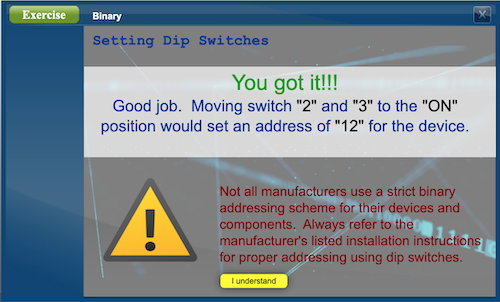 Exercise
Binary
X
Setting Dip Switches
You got it!!!
Good job. Moving switch "2" and "3" to the "ON"
position would set an address of "12" for the device.
Not all manufacturers use a strict binary
addressing scheme for their devices and
components. Always refer to the
manufacturer's listed installation instructions
for proper addressing using dip switches.
I understand